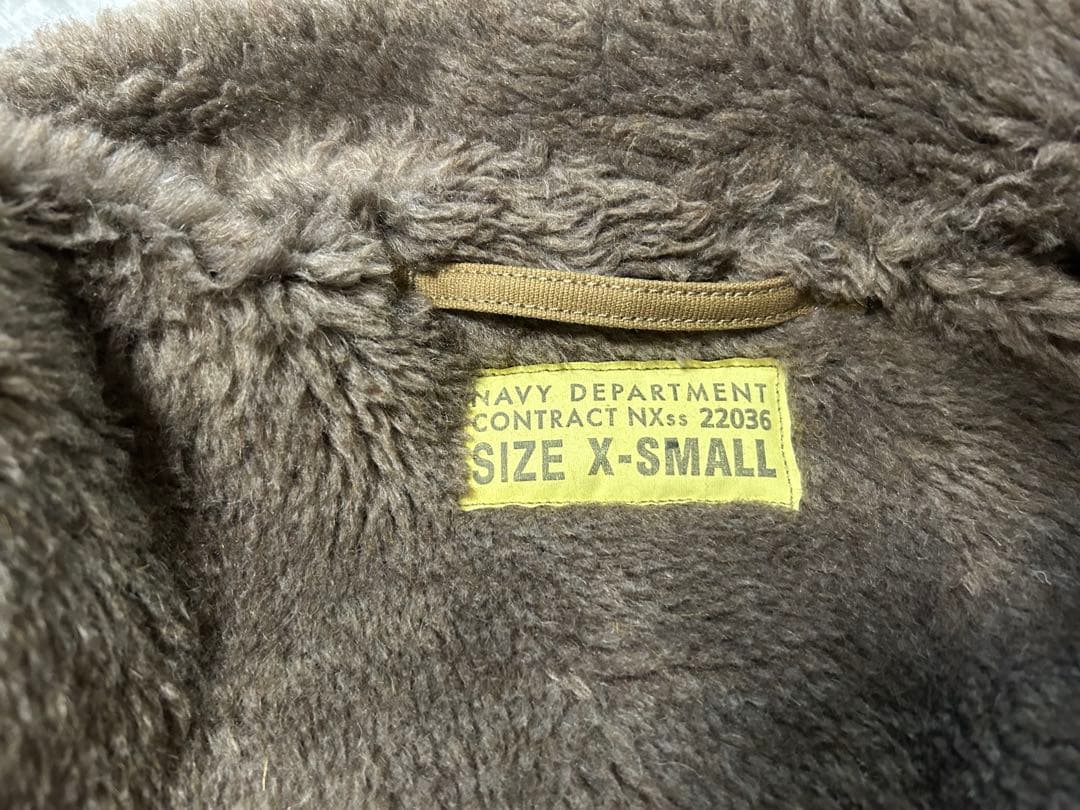 NAVY DEPARTMENT
CONTRACT NXss 22036
SIZE X-SMALL